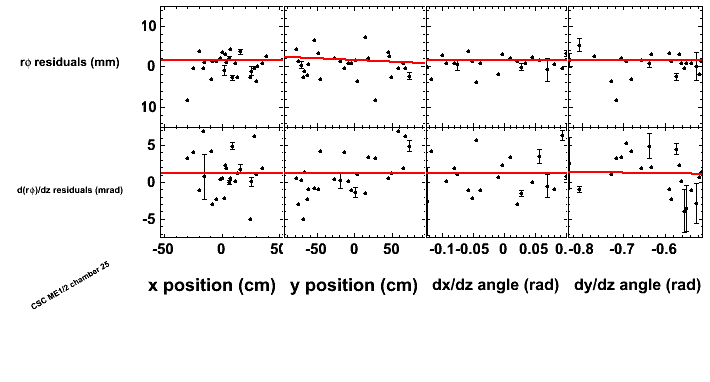 15
10
rϕ residuals (mm)
0
10
5
d(rϕ)/dz residuals (mrad)
0
-5
-50 0 50 -50 0 50 -0.1-0.05 0 0.05 0. -0.8 -0.7 -0.6
x position (cm) y position (cm) dx/dz angle (rad) dy/dz angle (rad)
CSC ME1/2 chamber 25